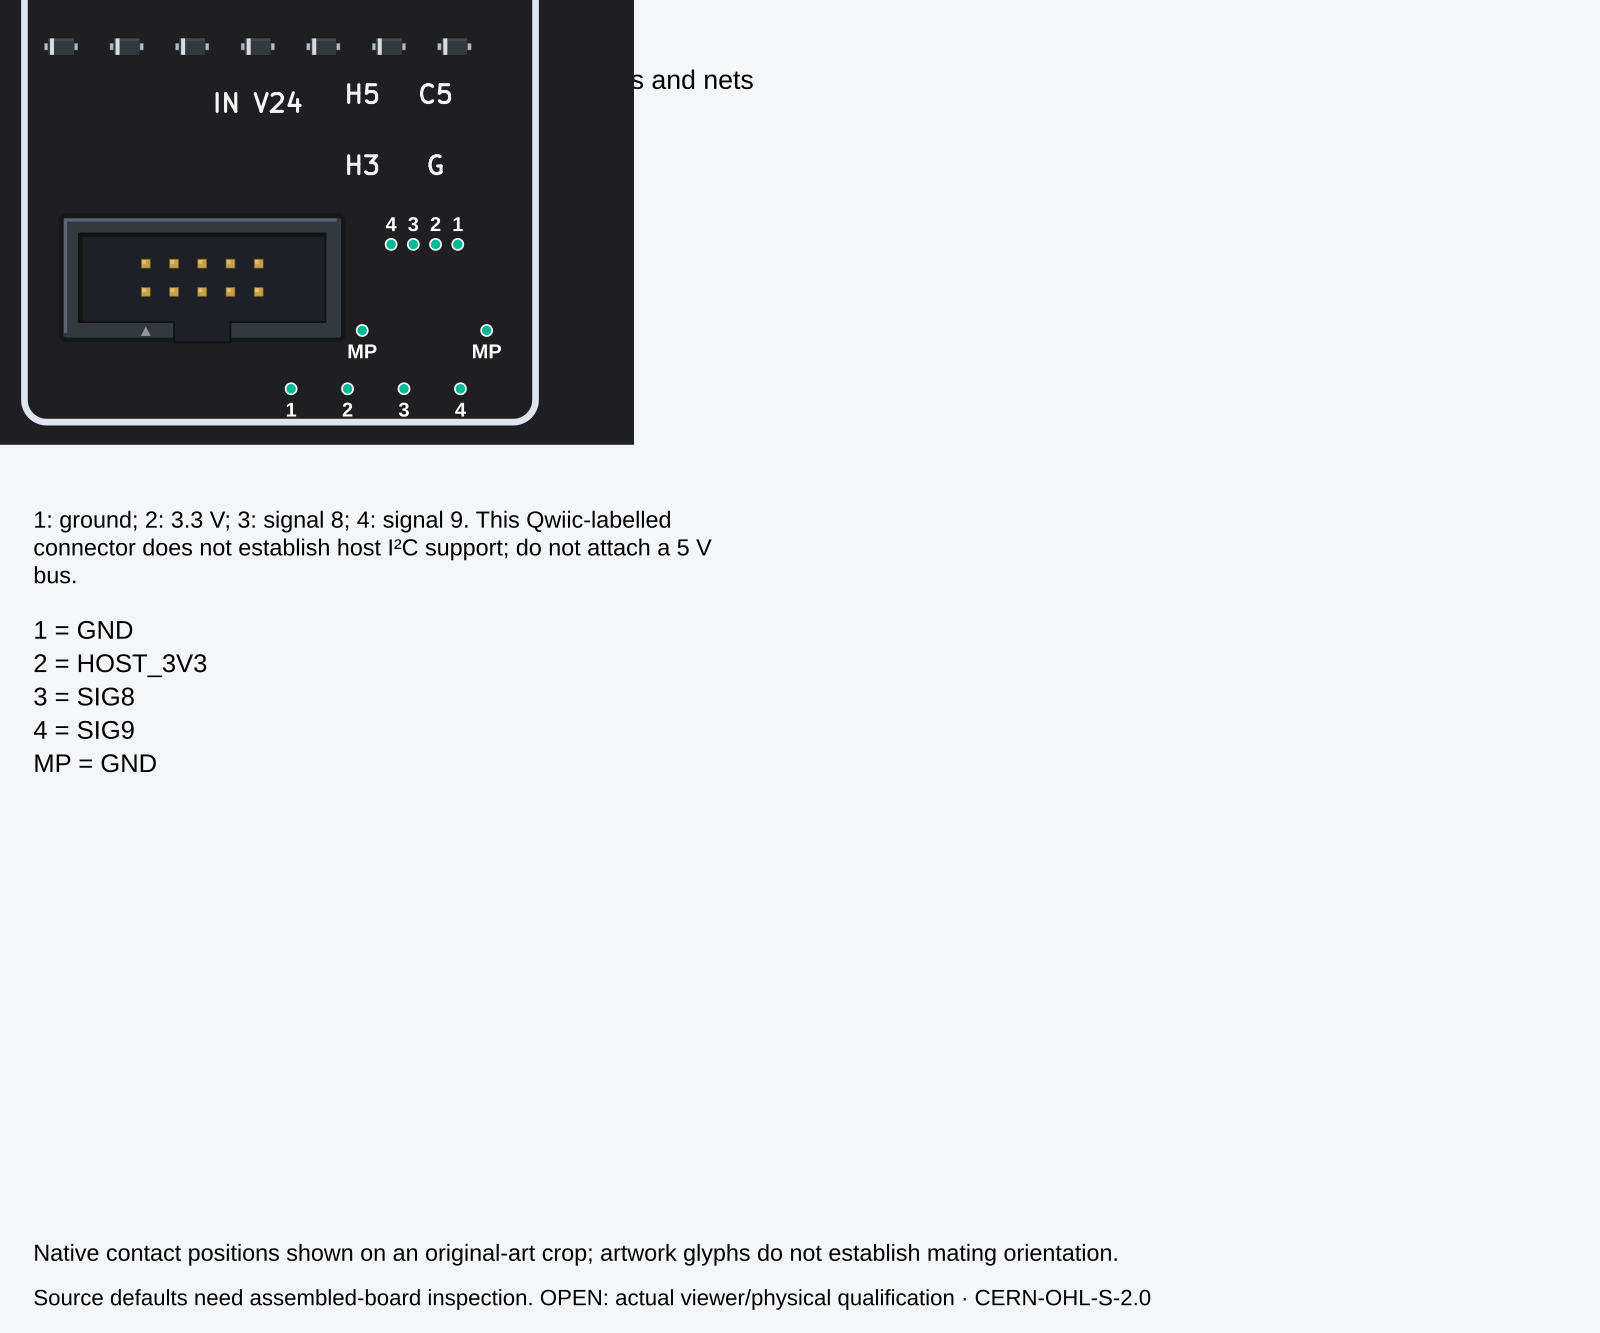 s and nets
IN V24 H5 C5
H3 G
4 3 2 1
MP MP
1 2 3 4
1: ground; 2: 3.3 V; 3: signal 8; 4: signal 9. This Qwiic-labelled
connector does not establish host I²C support; do not attach a 5 V
bus.
1 = GND
2 = HOST_3V3
3 = SIG8
4 = SIG9
MP = GND
Native contact positions shown on an original-art crop; artwork glyphs do not establish mating orientation.
Source defaults need assembled-board inspection. OPEN: actual viewer/physical qualification · CERN-OHL-S-2.0